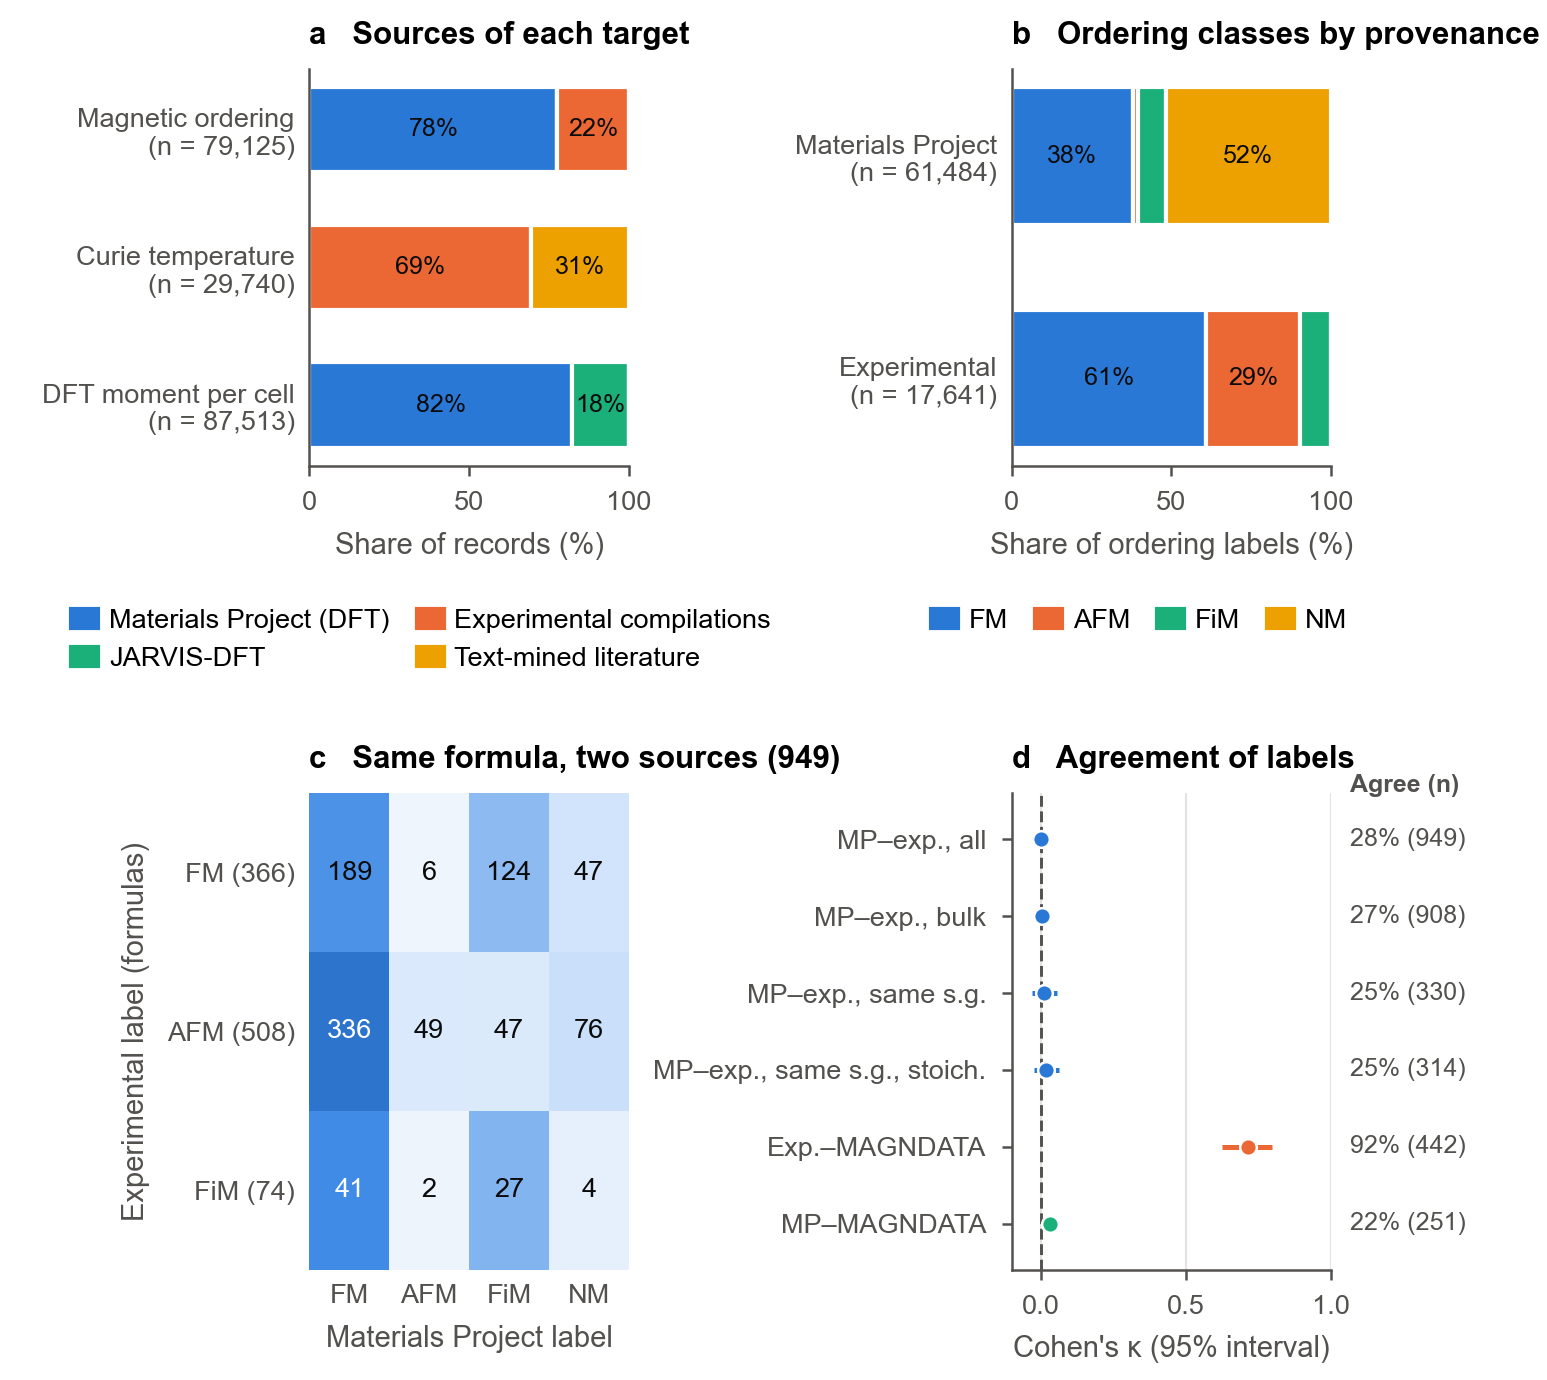 a Sources of each target
Magnetic ordering
(n = 79,125)
78%
22%
Curie temperature
(n = 29,740)
69%
31%
DFT moment per cell
(n = 87,513)
82%
18%
0 50 100
Share of records (%)
Materials Project (DFT)
Experimental compilations
JARVIS-DFT
Text-mined literature
b Ordering classes by provenance
Materials Project
(n = 61,484)
38%
52%
Experimental
(n = 17,641)
61%
29%
0 50 100
Share of ordering labels (%)
FM AFM FiM NM
c Same formula, two sources (949)
Experimental label (formulas)
FM (366) 189 6 124 47
AFM (508) 336 49 47 76
FiM (74) 41 2 27 4
FM AFM FiM NM
Materials Project label
d Agreement of labels
Agree (n)
MP–exp., all 28% (949)
MP–exp., bulk 27% (908)
MP–exp., same s.g. 25% (330)
MP–exp., same s.g., stoich. 25% (314)
Exp.–MAGNDATA 92% (442)
MP–MAGNDATA 22% (251)
0.0 0.5 1.0
Cohen's κ (95% interval)